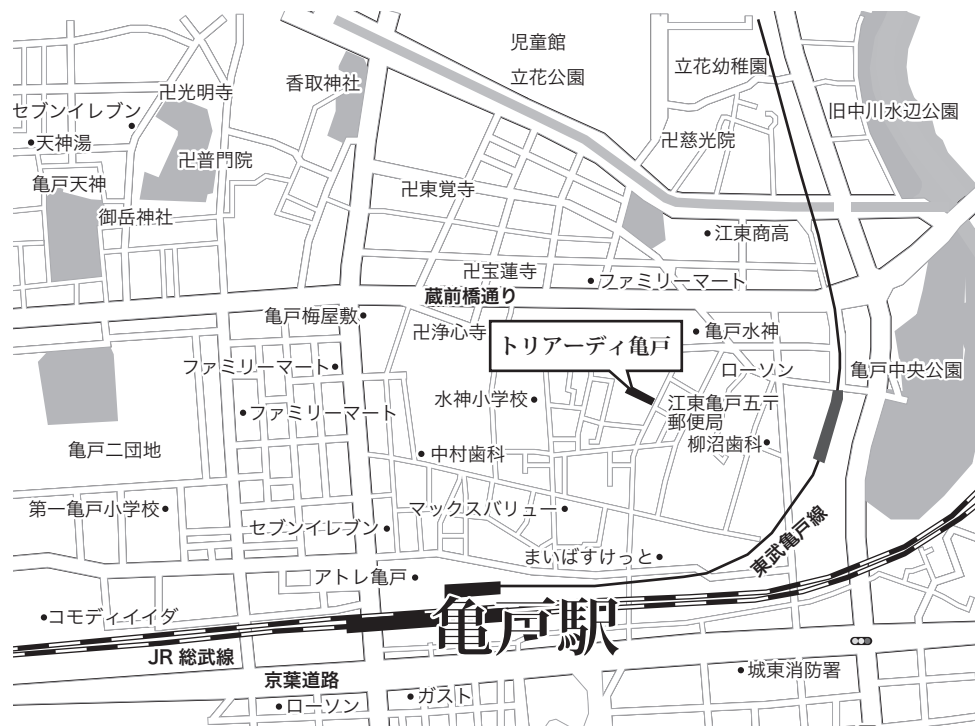 児童館
立花公園
立花幼稚園
香取神社
卍光明寺
セブンイレブン
旧中川水辺公園
天神湯
卍慈光院
卍普門院
亀戸天神
卍東覚寺
御岳神社
江東商高
卍宝蓮寺
ファミリーマート
蔵前橋通り
亀戸梅屋敷
卍浄心寺
亀戸水神
トリアーディ亀戸
ファミリーマート
ローソン
亀戸中央公園
水神小学校
江東亀戸五〒
郵便局
ファミリーマート
柳沼歯科
亀戸二団地
中村歯科
第一亀戸小学校
マックスバリュー
セブンイレブン
東武亀戸線
まいばすけっと
アトレ亀戸
コモディイイダ
亀戸駅
JR 総武線
城東消防署
京葉道路
ガスト
ローソン